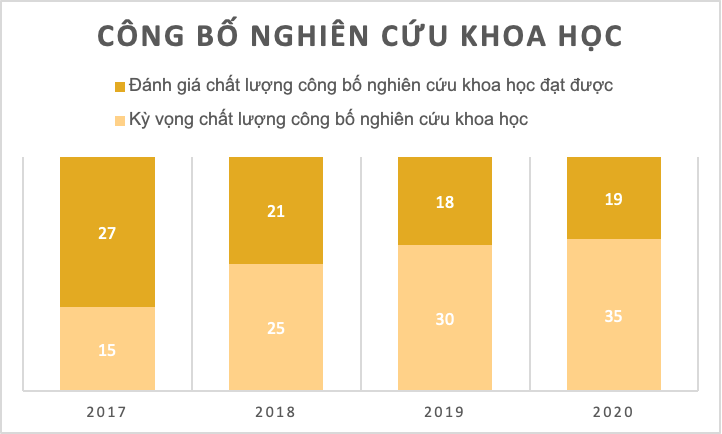 CÔNG BỐ NGHIÊN CỨU KHOA HỌC
Đánh giá chất lượng công bố nghiên cứu khoa học đạt được
Kỳ vọng chất lượng công bố nghiên cứu khoa học
27 21 18 19
15 25 30 35
2017 2018 2019 2020